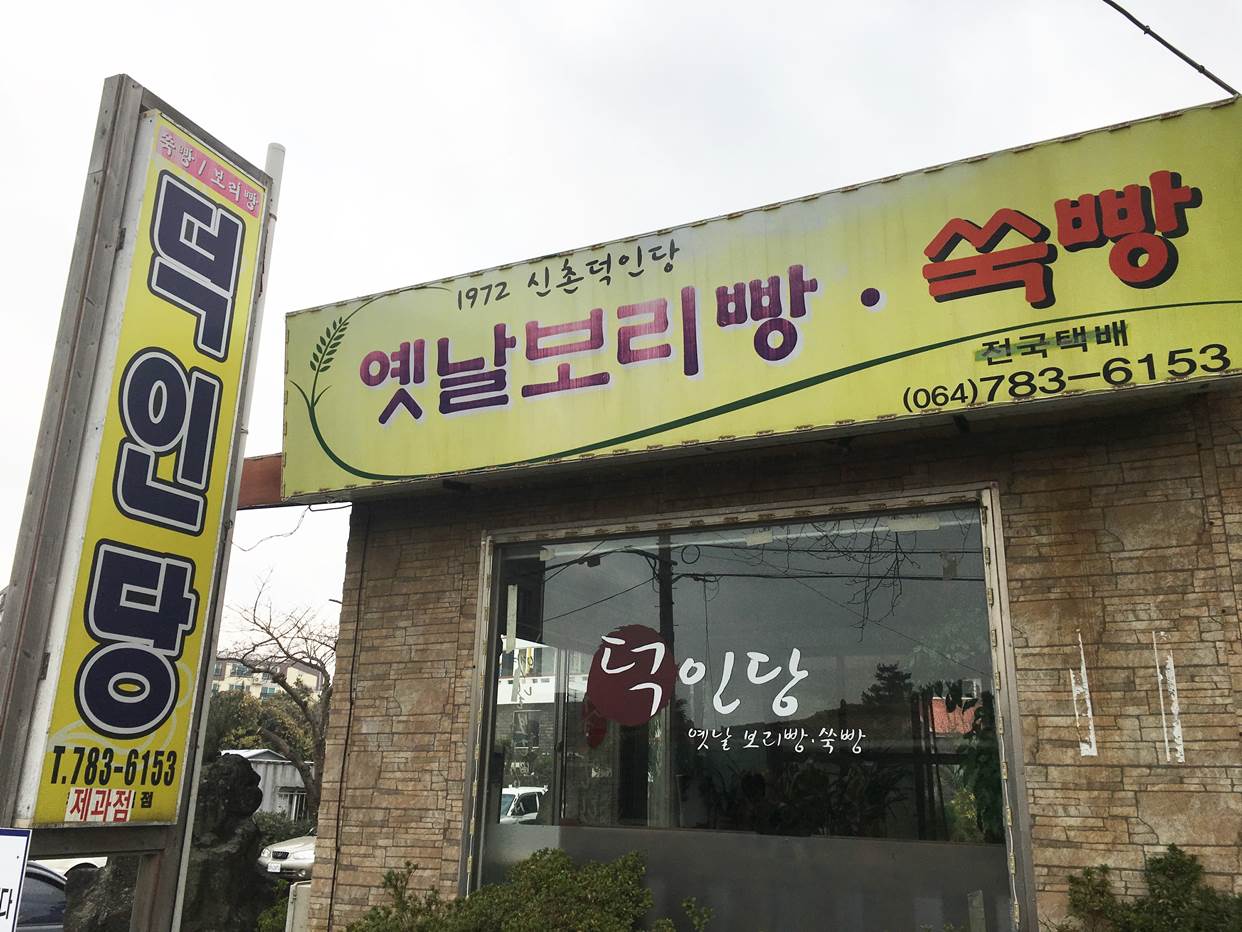 쑥빵 / 보리빵
덕인당
T.783-6153
제과점 점
1972 신촌덕인당
옛날보리빵·쑥빵
전국택배
(064)783-6153
덕인당
옛날 보리빵·쑥빵
다